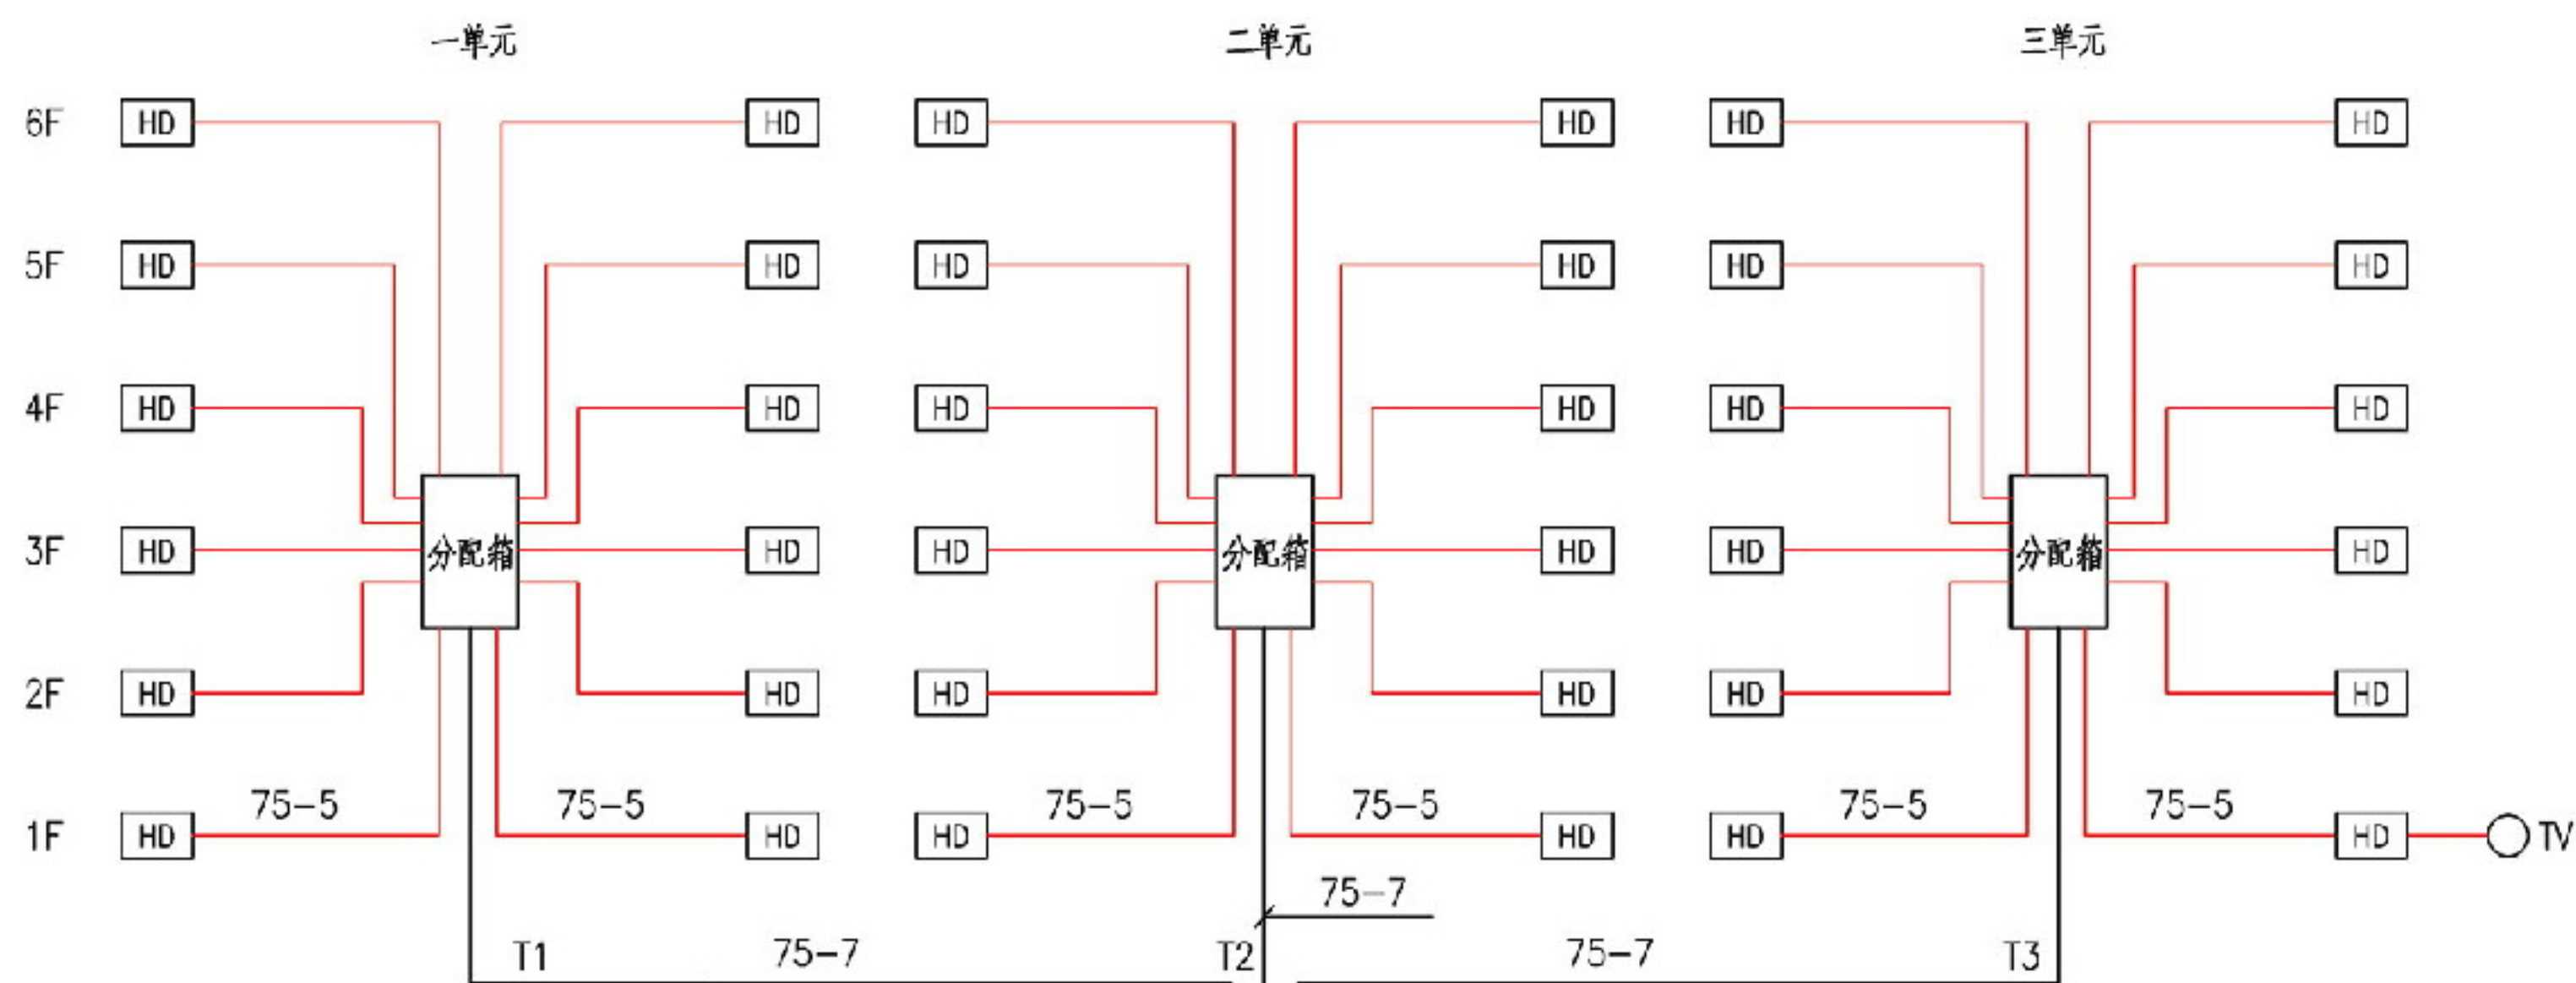 一单元 二单元 三单元
6F HD HD HD HD HD HD
5F HD HD HD HD HD HD
4F HD HD HD HD HD HD
3F HD 分配箱 HD HD 分配箱 HD HD 分配箱 HD
2F HD HD HD HD HD HD
75-5 75-5 75-5 75-5 75-5 75-5
1F HD HD HD HD HD HD TV
75-7
T1 75-7 T2 75-7 T3